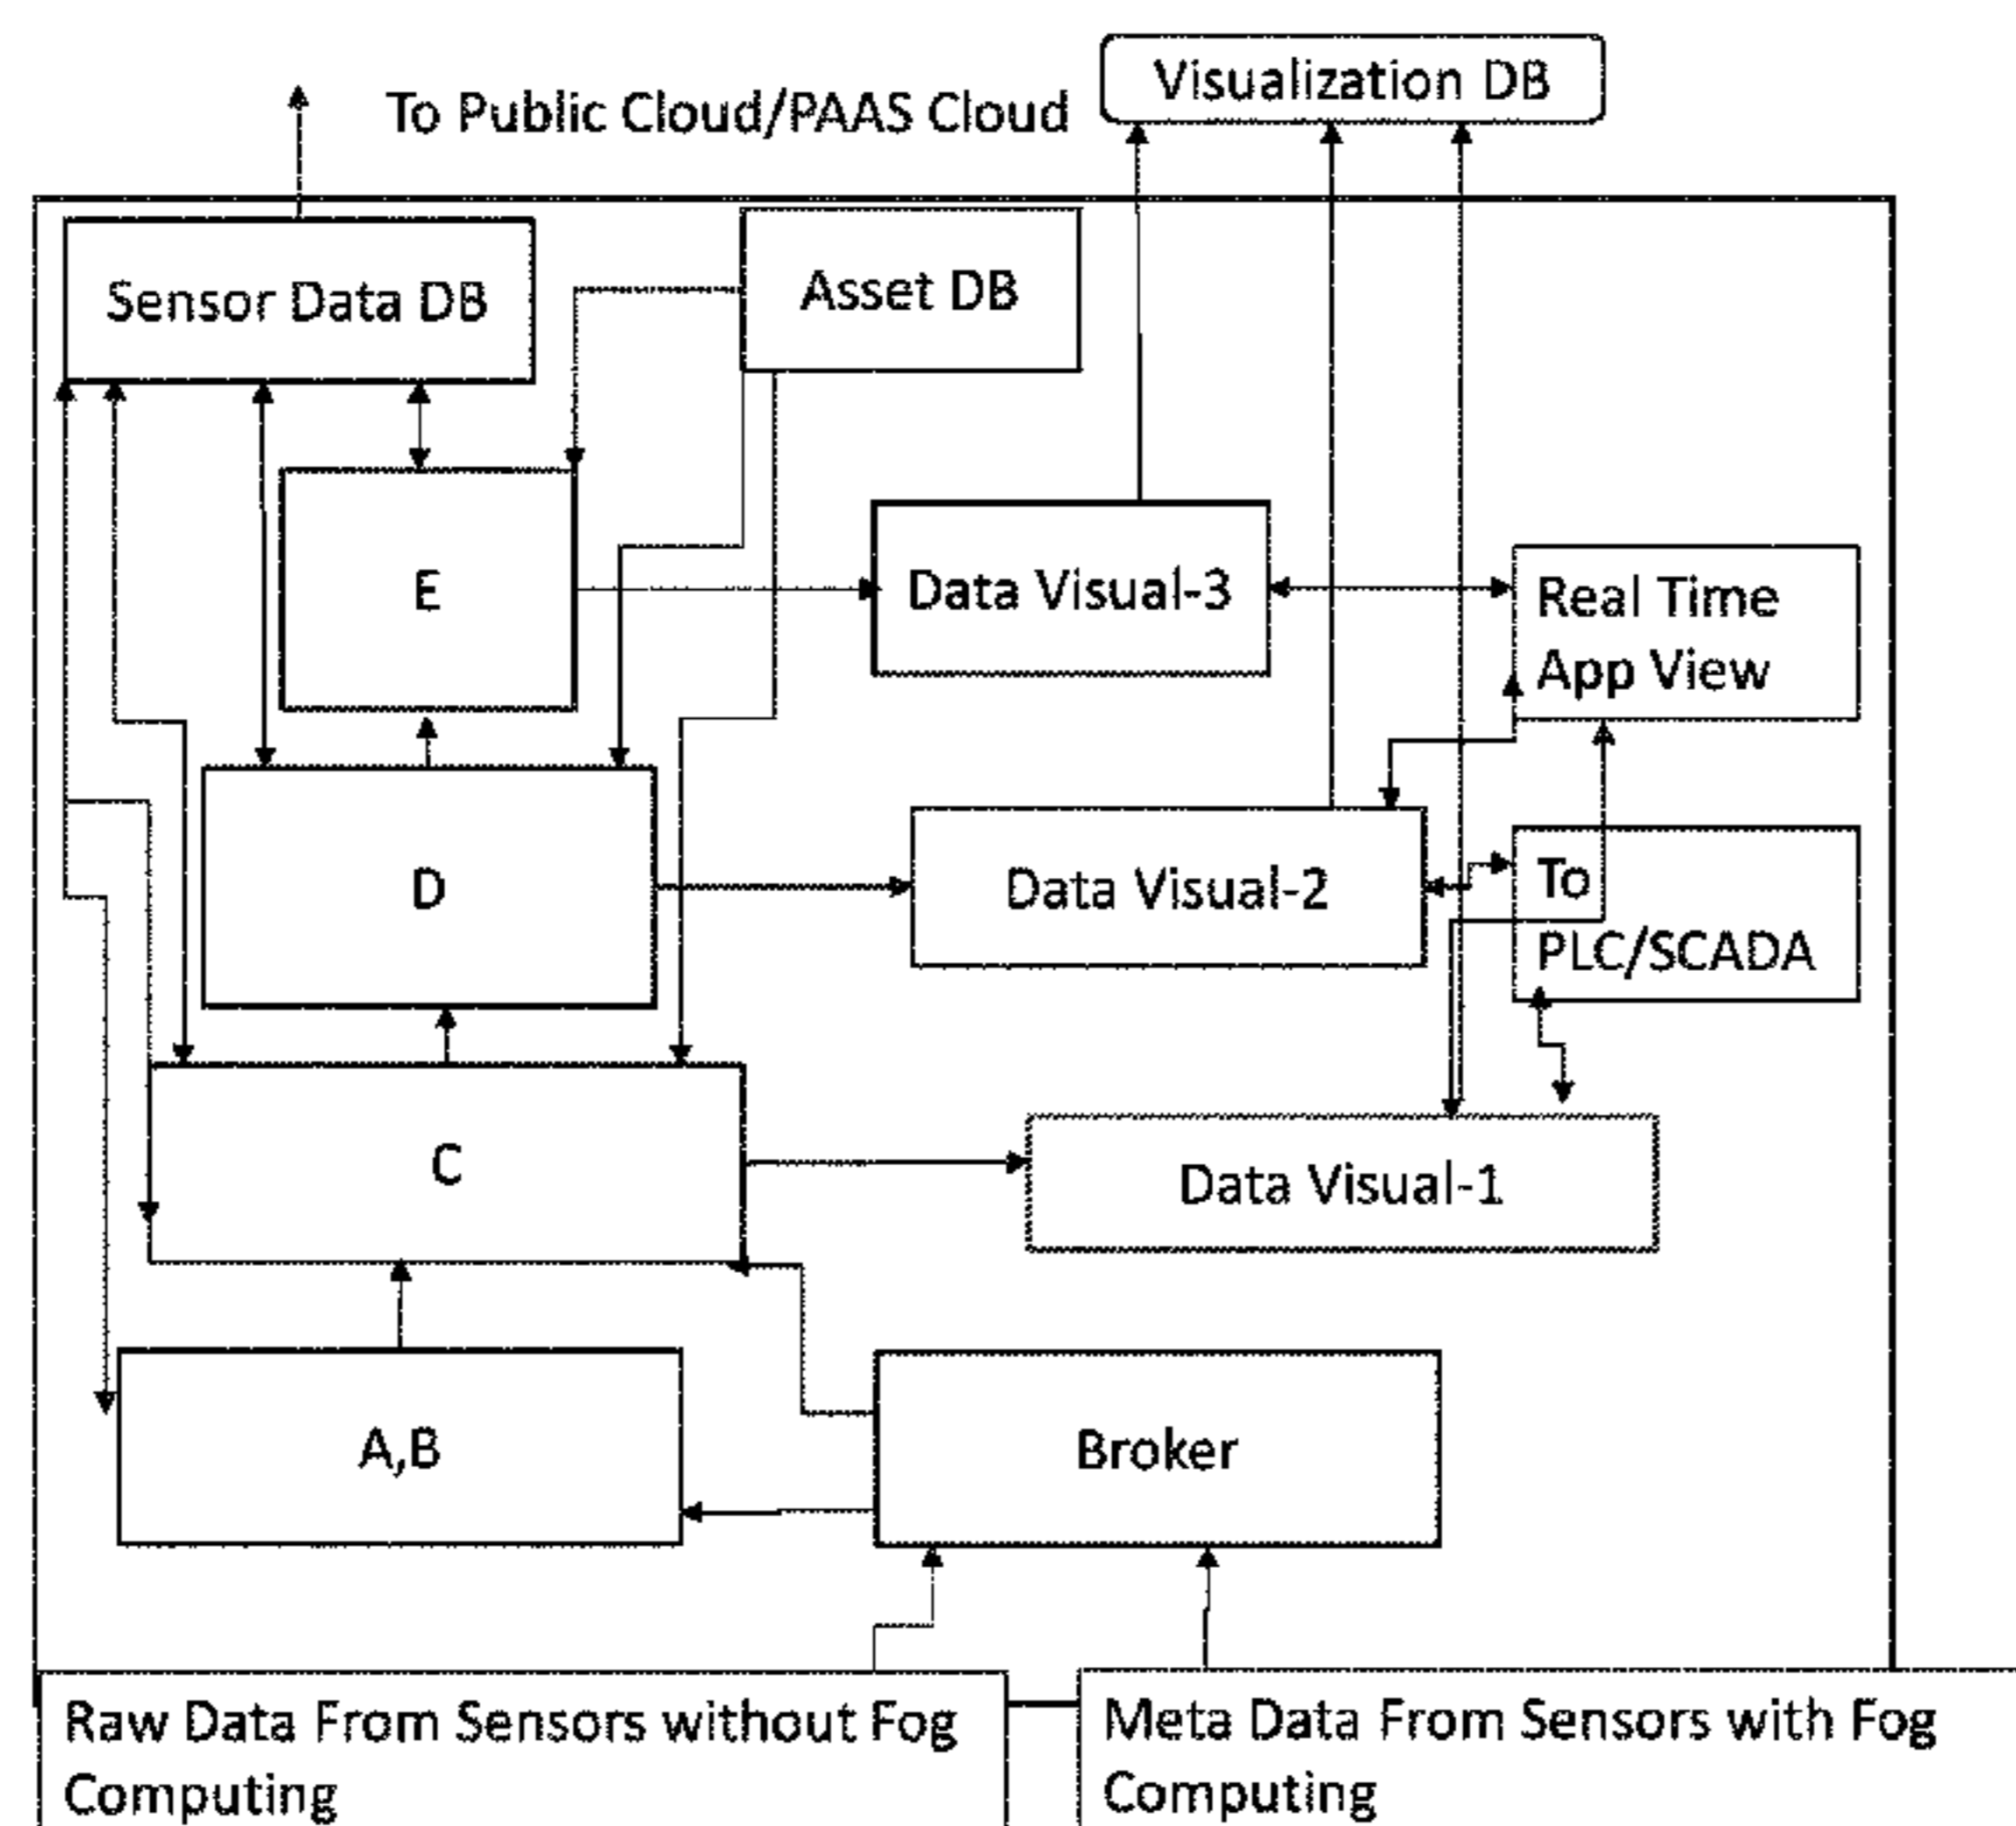 Visualization DB
To Public Cloud/PAAS Cloud
Sensor Data DB
Asset DB
E
Data Visual-3
Real Time
App View
D
Data Visual-2
To
PLC/SCADA
C
Data Visual-1
A,B
Broker
Raw Data From Sensors without Fog
Computing
Meta Data From Sensors with Fog
Computing